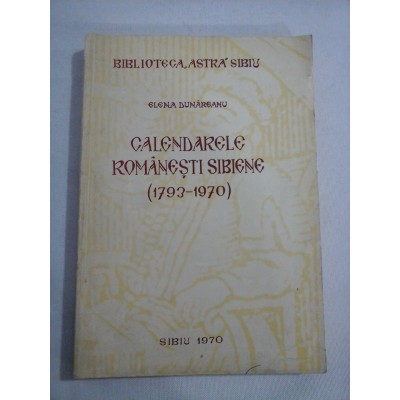 BIBLIOTECA „ASTRA" SIBIU
ELENA DUNĂREANU
CALENDARELE
ROMÂNEȘTI SIBIENE
(1793-1970)
SIBIU 1970